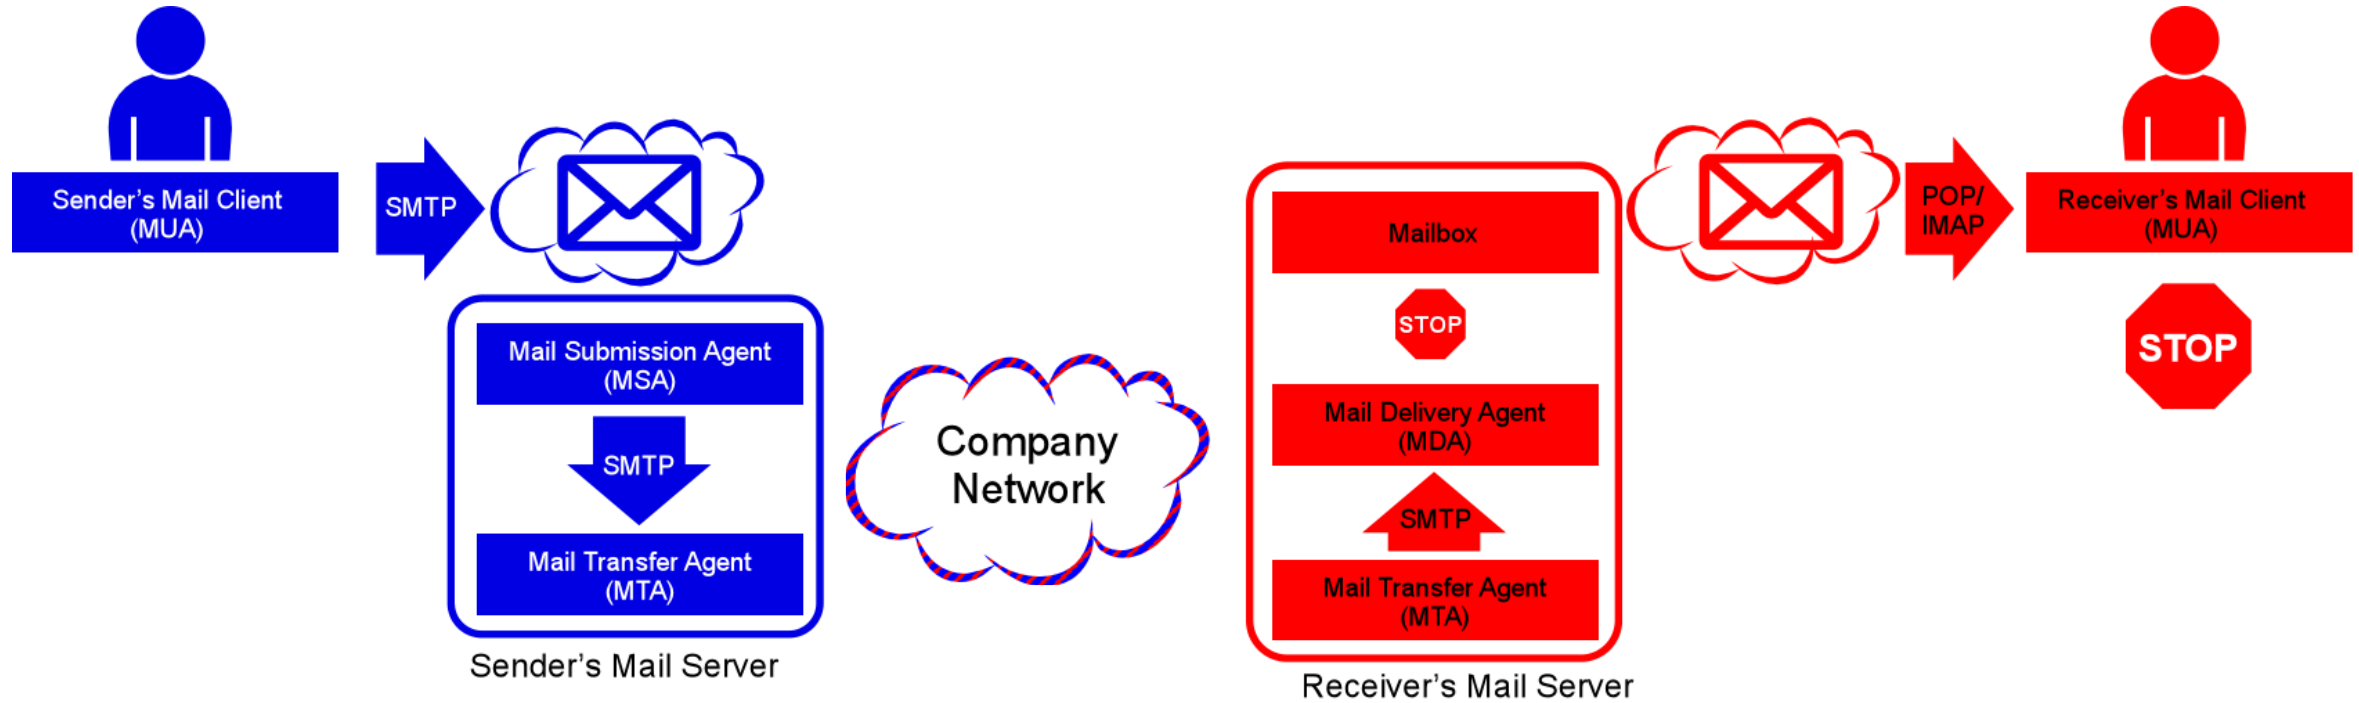 Sender's Mail Client
(MUA)
SMTP
Mail Submission Agent
(MSA)
SMTP
Mail Transfer Agent
(MTA)
Sender's Mail Server
Company
Network
Mailbox
STOP
Mail Delivery Agent
(MDA)
SMTP
Mail Transfer Agent
(MTA)
Receiver's Mail Server
POP/
IMAP
Receiver's Mail Client
(MUA)
STOP